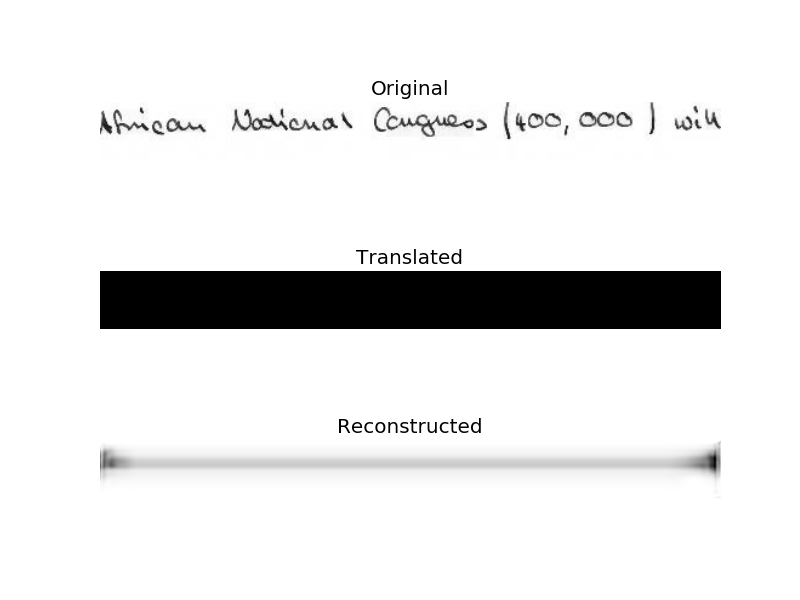 Original
African National Congress (400,000) will
Translated
Reconstructed